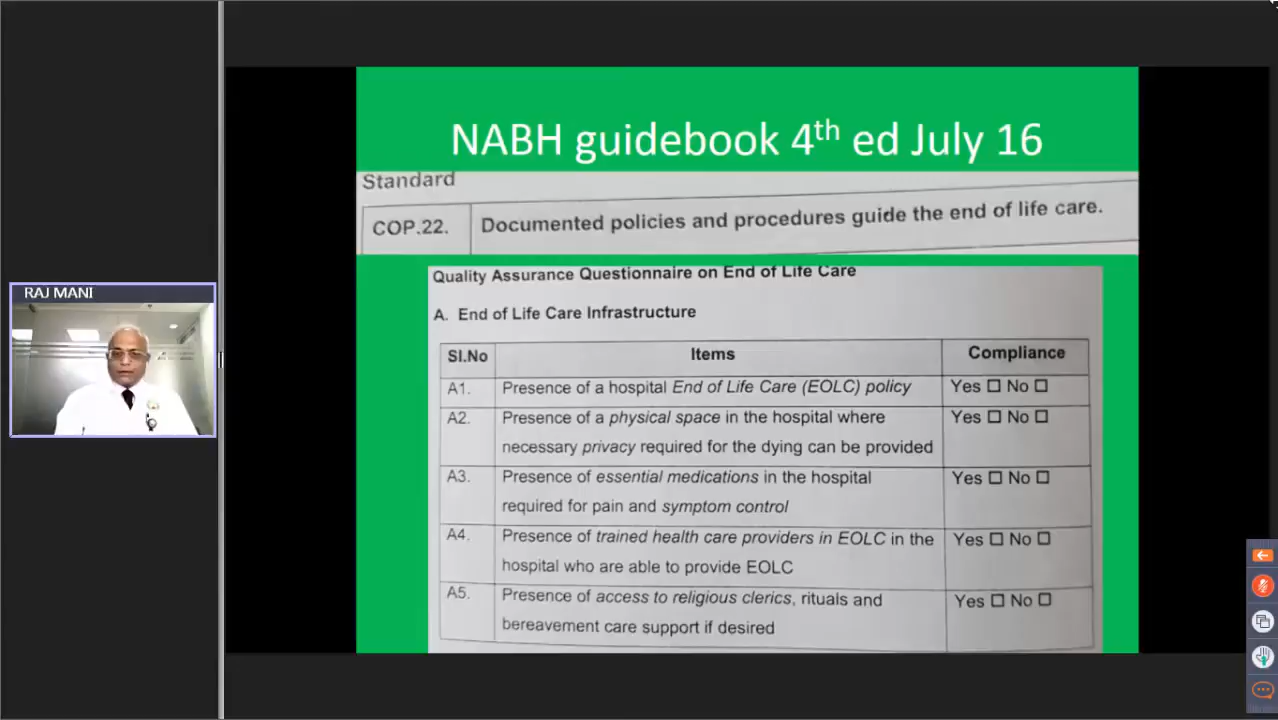 RAJ MANI
NABH guidebook 4th ed July 16
Standard
COP.22. Documented policies and procedures guide the end of life care.
Quality Assurance Questionnaire on End of Life Care
A. End of Life Care Infrastructure
SI.No Items Compliance
A1. Presence of a hospital End of Life Care (EOLC) policy Yes ☐ No ☐
A2. Presence of a physical space in the hospital where Yes ☐ No ☐
necessary privacy required for the dying can be provided
A3. Presence of essential medications in the hospital Yes ☐ No ☐
required for pain and symptom control
A4. Presence of trained health care providers in EOLC in the Yes ☐ No ☐
hospital who are able to provide EOLC
A5. Presence of access to religious clerics, rituals and Yes ☐ No ☐
bereavement care support if desired